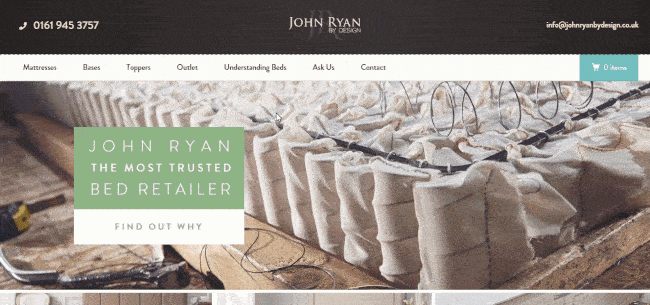 0161 945 3757
JOHN RYAN
BY DESIGN
info@johnryanbydesign.co.uk
Mattresses Bases Toppers Outlet Understanding Beds Ask Us Contact 0 items
JOHN RYAN
THE MOST TRUSTED
BED RETAILER
FIND OUT WHY